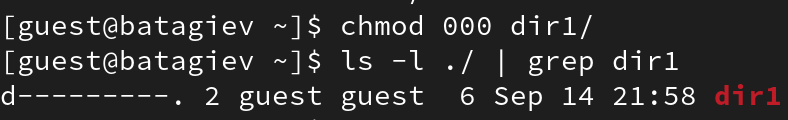 [guest@batagiev ~]$ chmod 000 dir1/
[guest@batagiev ~]$ ls -l ./ | grep dir1
d---------. 2 guest guest  6 Sep 14 21:58 dir1